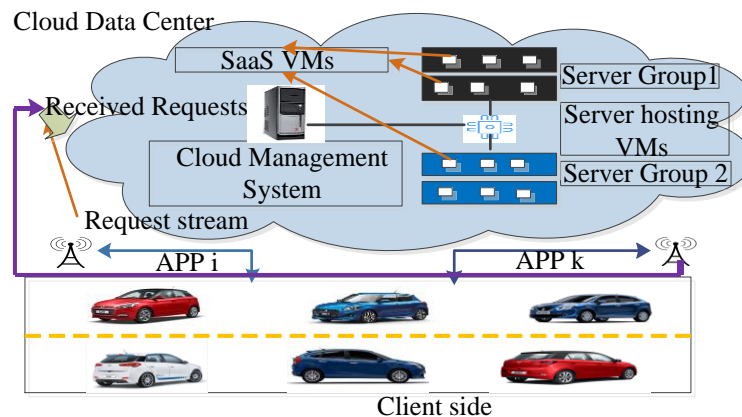 Cloud Data Center
SaaS VMs
Server Group1
Received Requests
Server hosting
VMs
Cloud Management
System
Server Group 2
Request stream
APP i
APP k
Client side